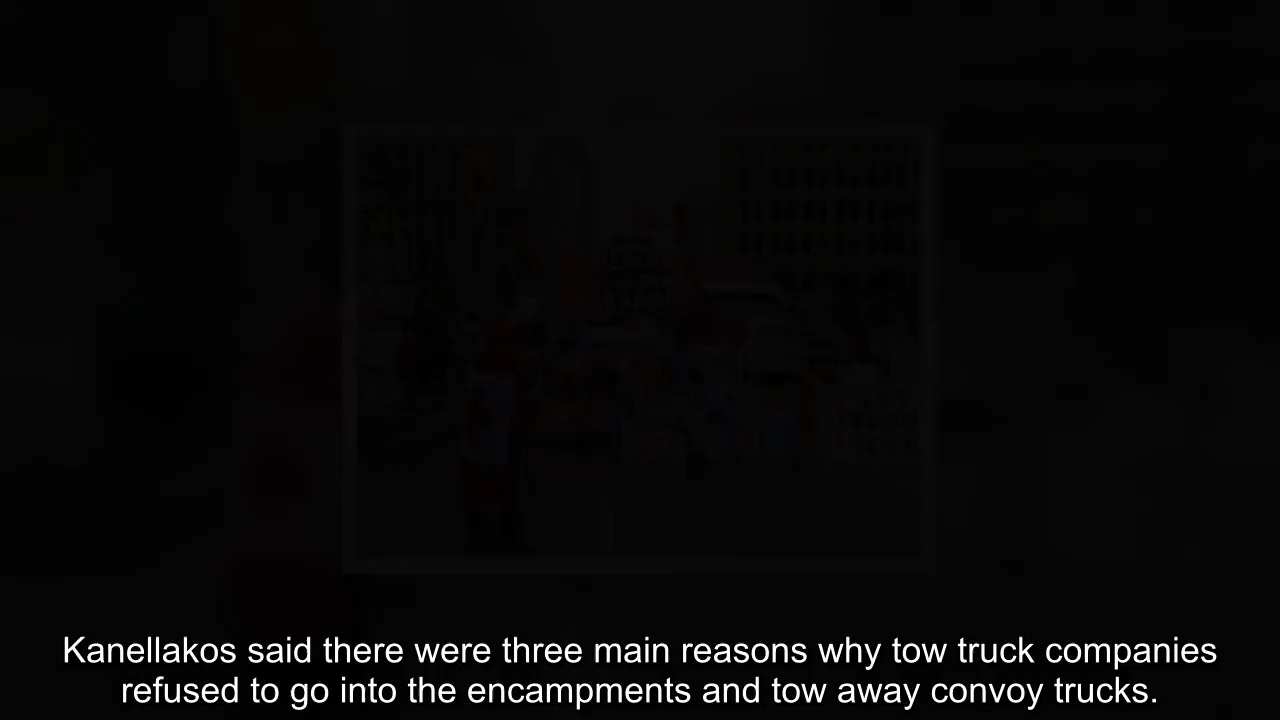 Kanellakos said there were three main reasons why tow truck companies
refused to go into the encampments and tow away convoy trucks.